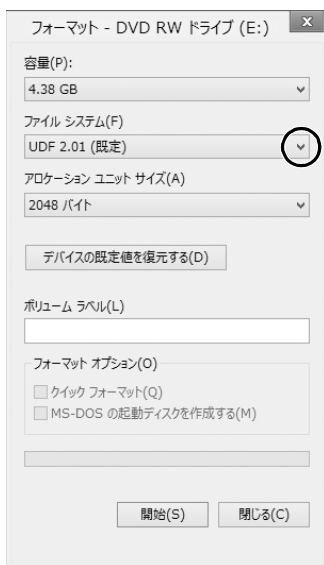 フォーマット - DVD RW ドライブ (E:)
容量(P):
4.38 GB
ファイル システム(F)
UDF 2.01 (既定)
アロケーション ユニット サイズ(A)
2048 バイト
デバイスの既定値を復元する(D)
ボリューム ラベル(L)
フォーマット オプション(O)
クイック フォーマット(Q)
MS-DOS の起動ディスクを作成する(M)
開始(S)
閉じる(C)